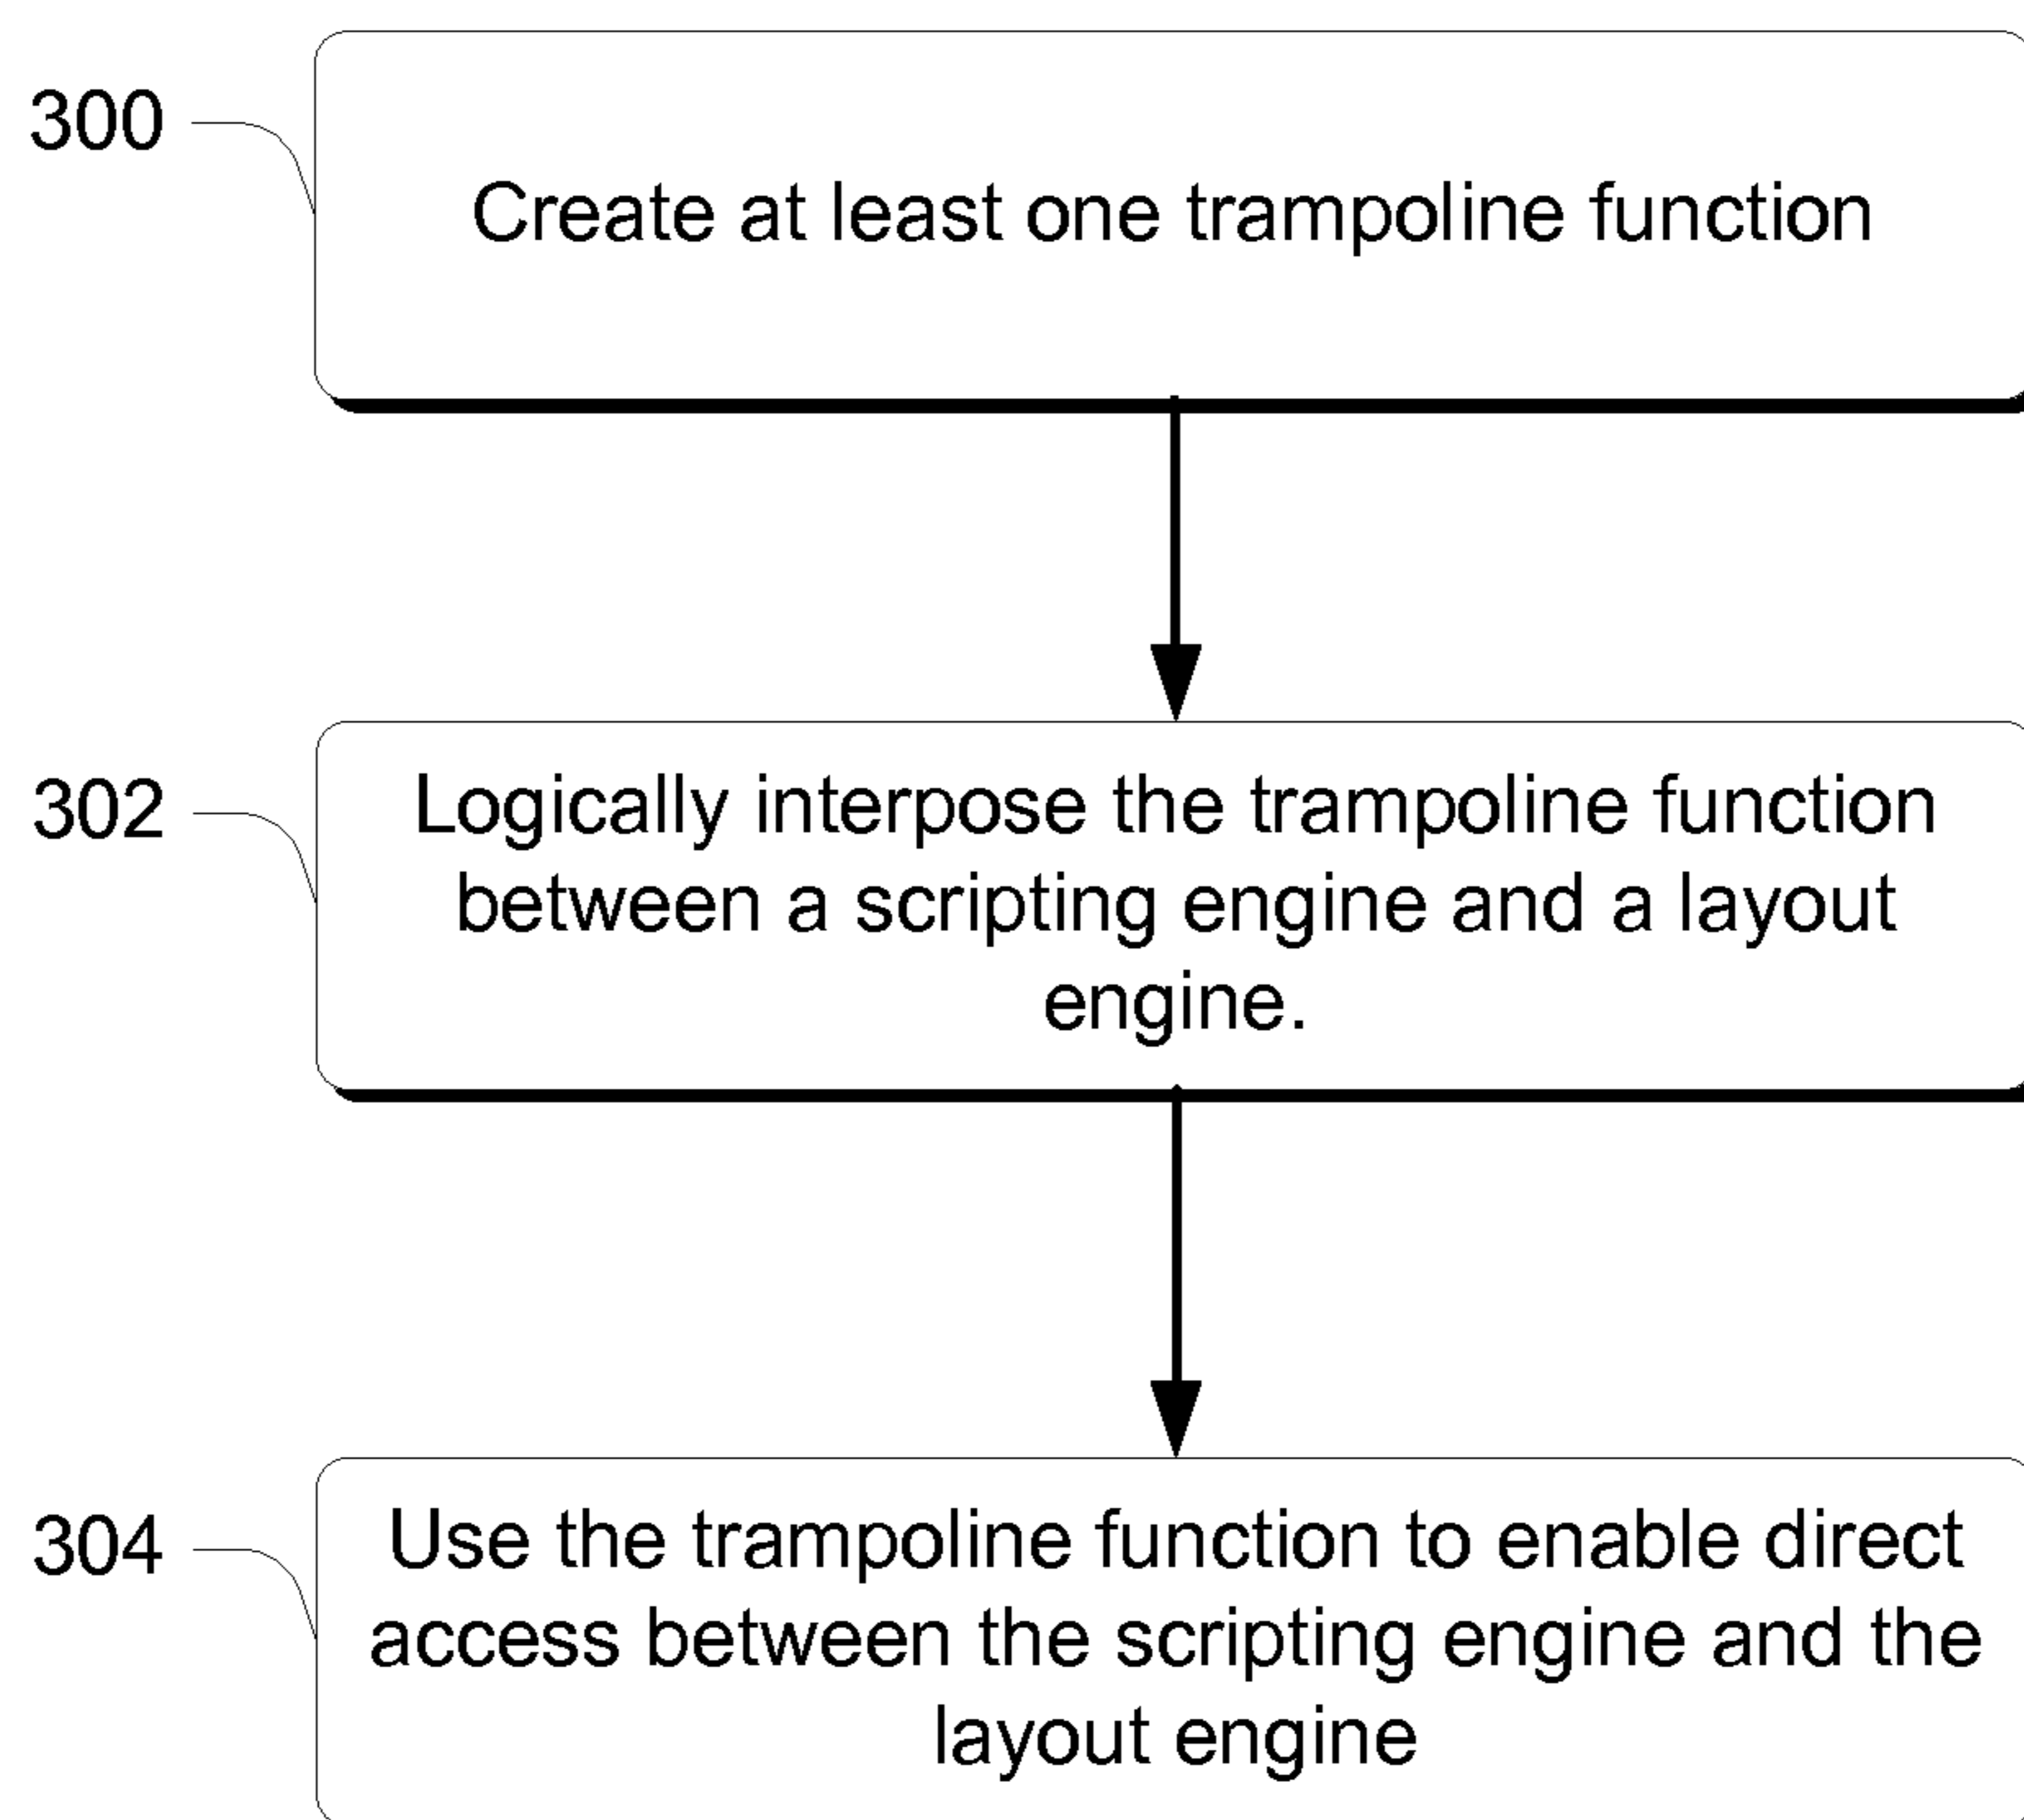 300
Create at least one trampoline function
302
Logically interpose the trampoline function
between a scripting engine and a layout
engine.
304
Use the trampoline function to enable direct
access between the scripting engine and the
layout engine